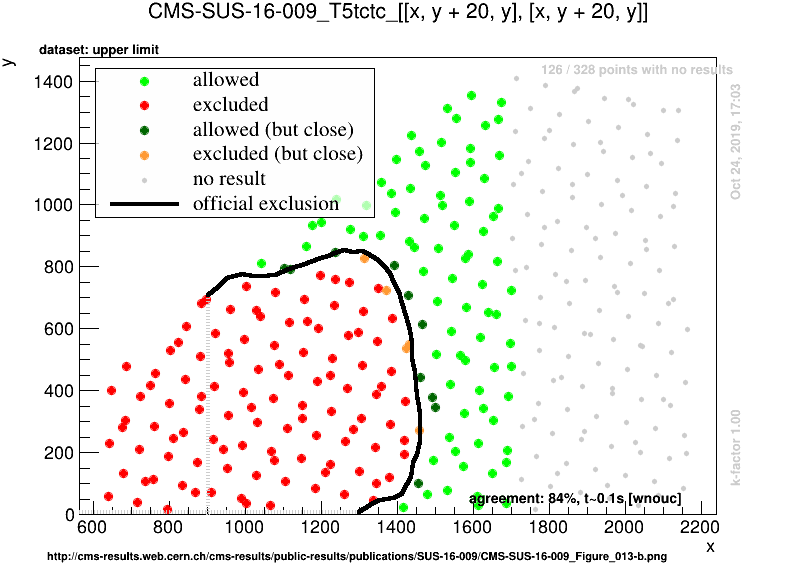 CMS-SUS-16-009_T5tctc_[[x, y + 20, y], [x, y + 20, y]]
dataset: upper limit
y
126 / 328 points with no results
allowed
excluded
allowed (but close)
excluded (but close)
no result
official exclusion
1400
1200
1000
800
600
400
200
0
Oct 24, 2019, 17:03
k-factor 1.00
agreement: 84%, t~0.1s [wnouc]
600 800 1000 1200 1400 1600 1800 2000 2200
x
http://cms-results.web.cern.ch/cms-results/public-results/publications/SUS-16-009/CMS-SUS-16-009_Figure_013-b.png